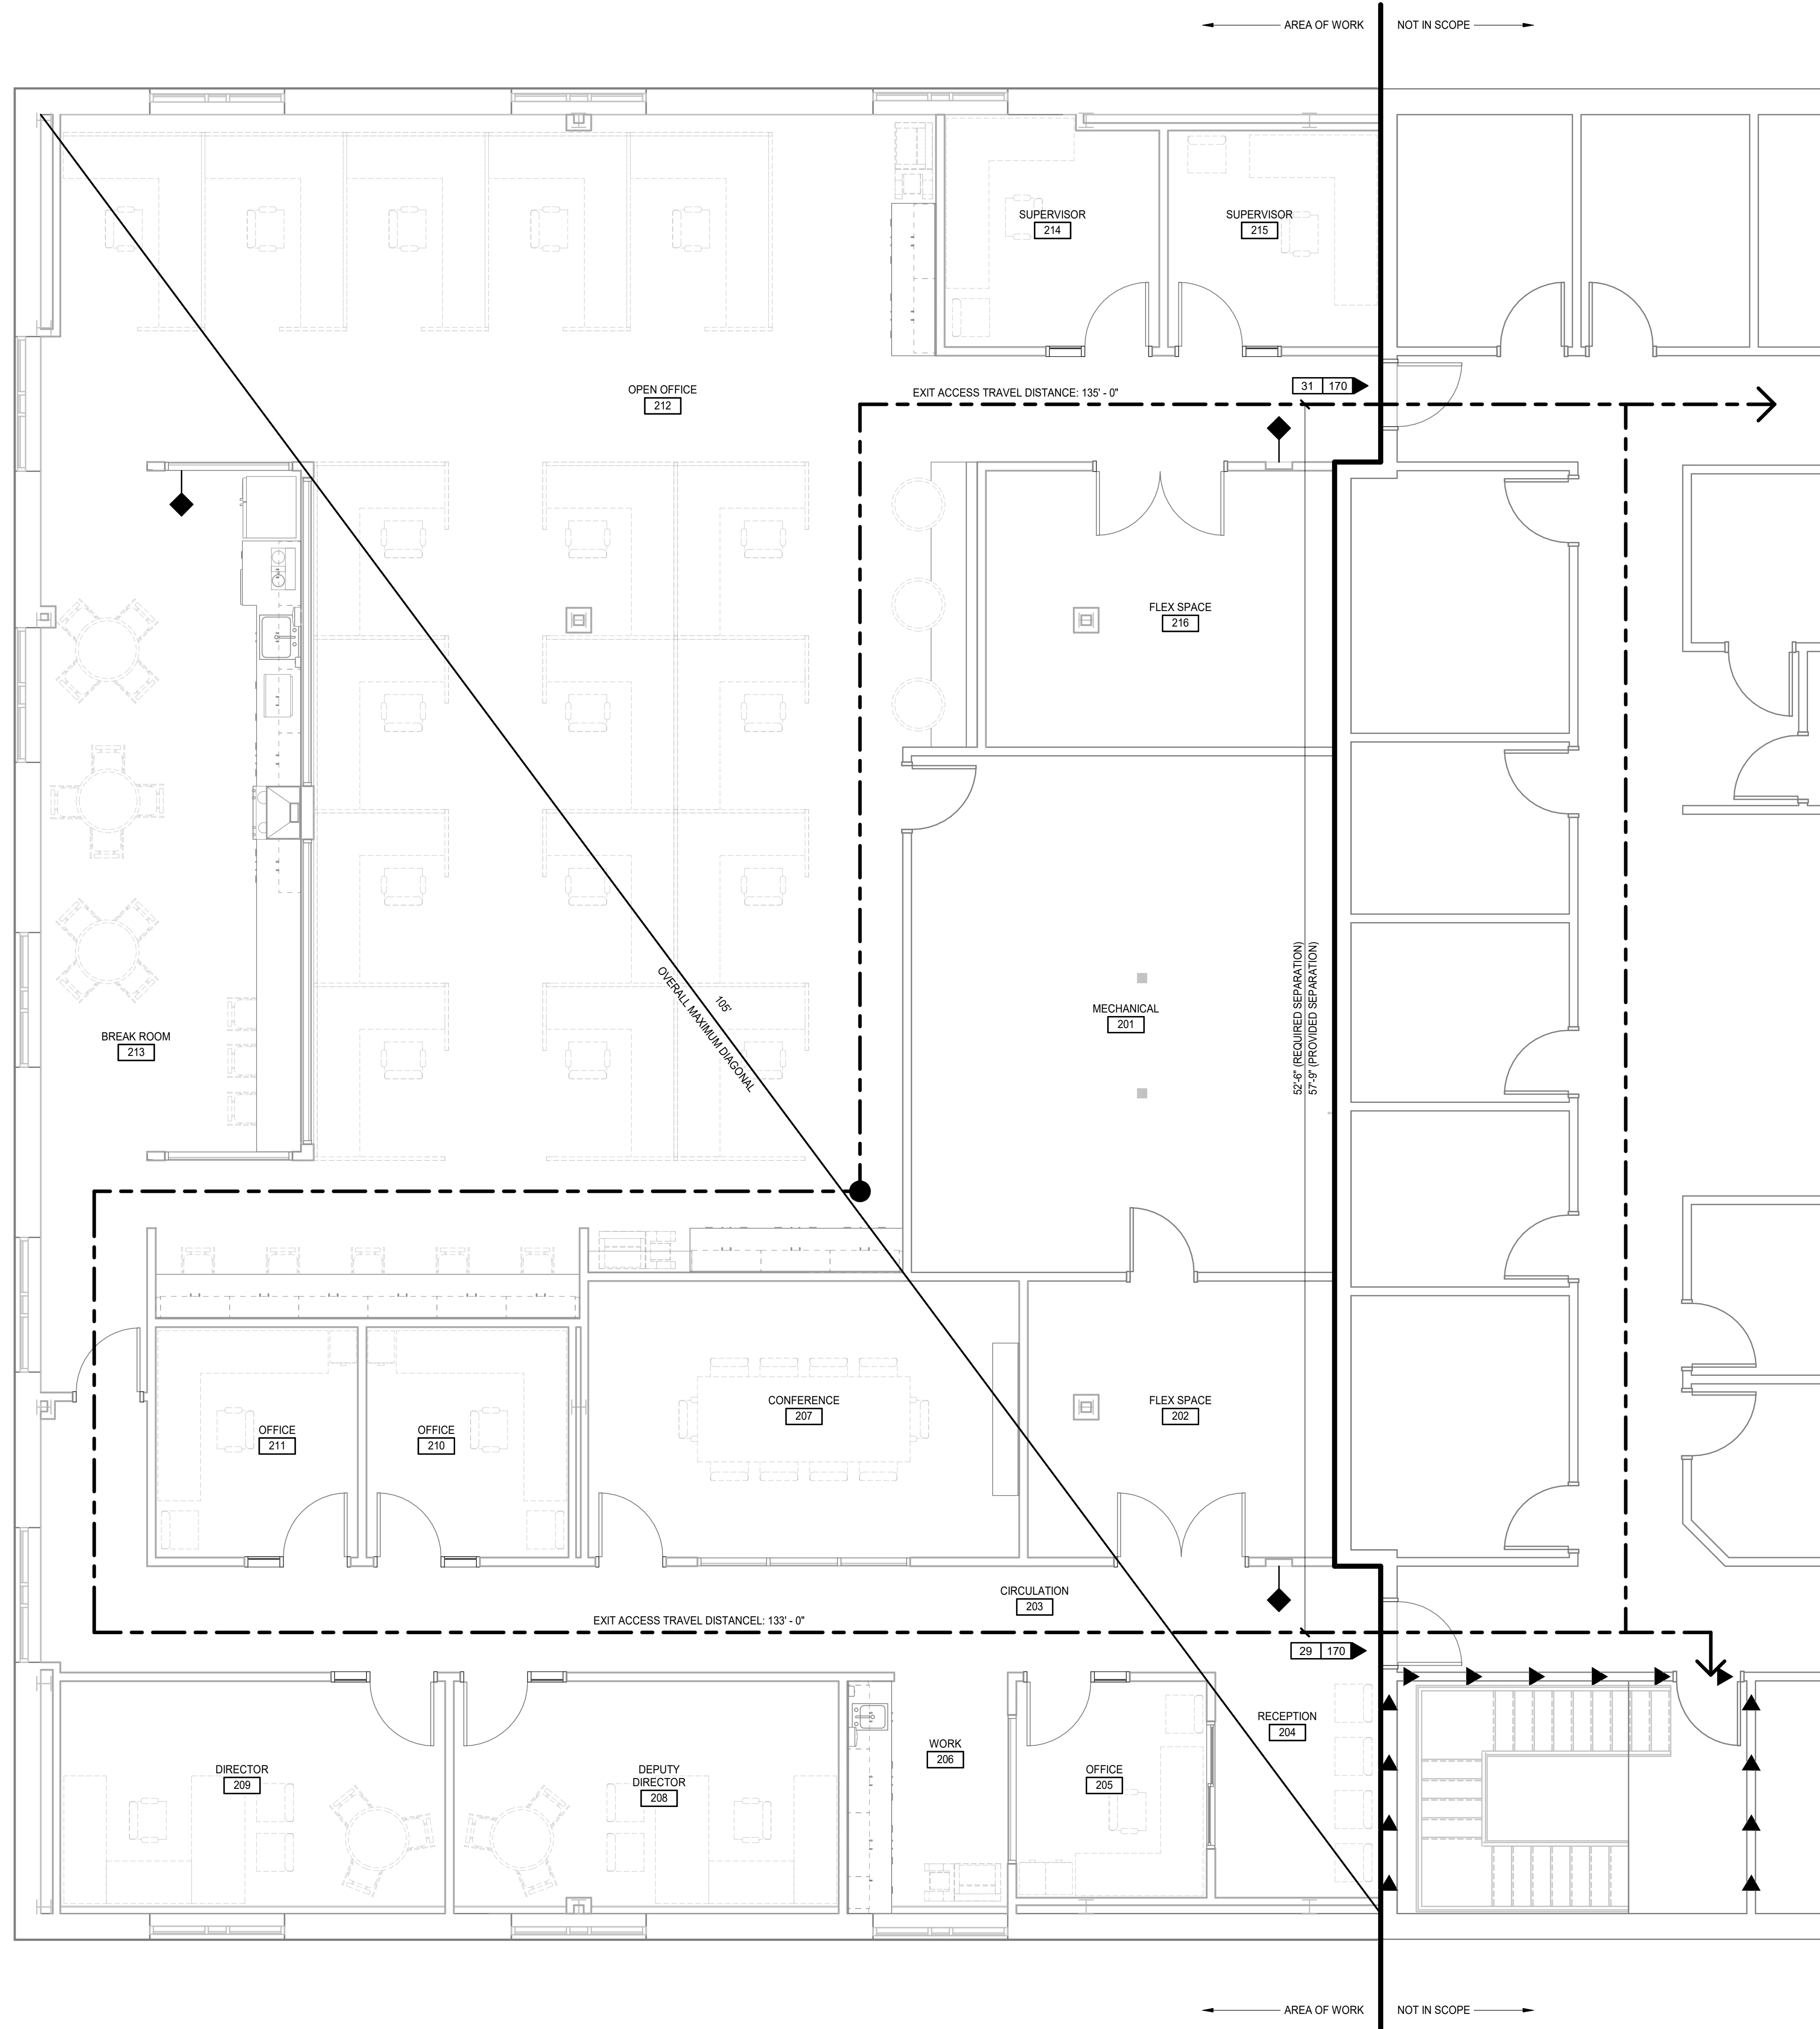 AREA OF WORK
NOT IN SCOPE
SUPERVISOR
214
SUPERVISOR
215
31 170
OPEN OFFICE
212
EXIT ACCESS TRAVEL DISTANCE: 135' - 0"
FLEX SPACE
216
52'-6" (REQUIRED SEPARATION)
57'-9" (PROVIDED SEPARATION)
105'
OVERALL MAXIMUM DIAGONAL
MECHANICAL
201
BREAK ROOM
213
CONFERENCE
207
FLEX SPACE
202
OFFICE
211
OFFICE
210
CIRCULATION
203
EXIT ACCESS TRAVEL DISTANCEL: 133' - 0"
29 170
RECEPTION
204
WORK
206
DIRECTOR
209
DEPUTY
DIRECTOR
208
OFFICE
205
AREA OF WORK
NOT IN SCOPE